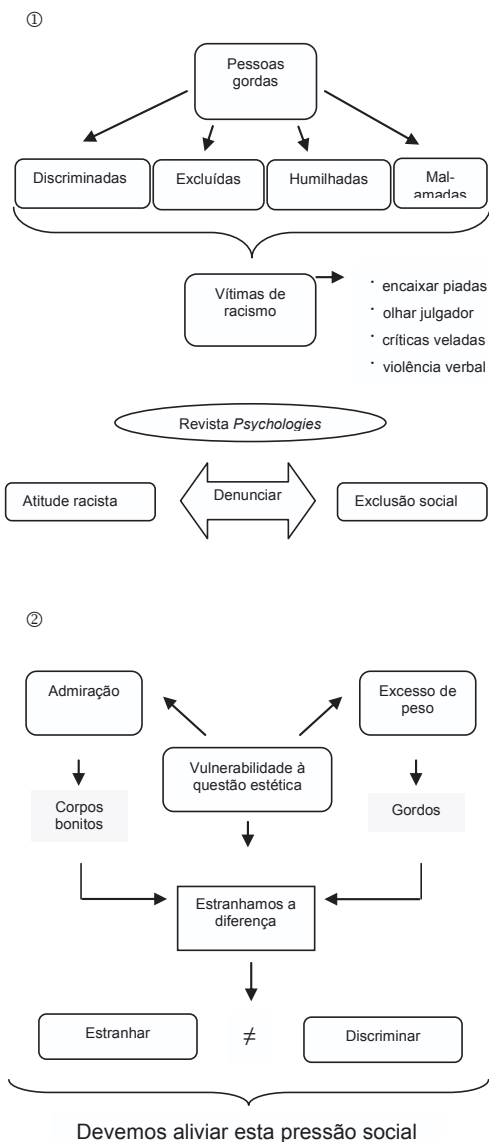 ①
Pessoas
gordas
Discriminadas
Excluídas
Humilhadas
Mal-
amadas
Vítimas de
racismo
· encaixar piadas
· olhar julgador
· críticas veladas
· violência verbal
Revista Psychologies
Atitude racista
Denunciar
Exclusão social
②
Admiração
Excesso de
peso
Vulnerabilidade à
questão estética
Corpos
bonitos
Gordos
Estranhamos a
diferença
Estranhar
≠
Discriminar
Devemos aliviar esta pressão social